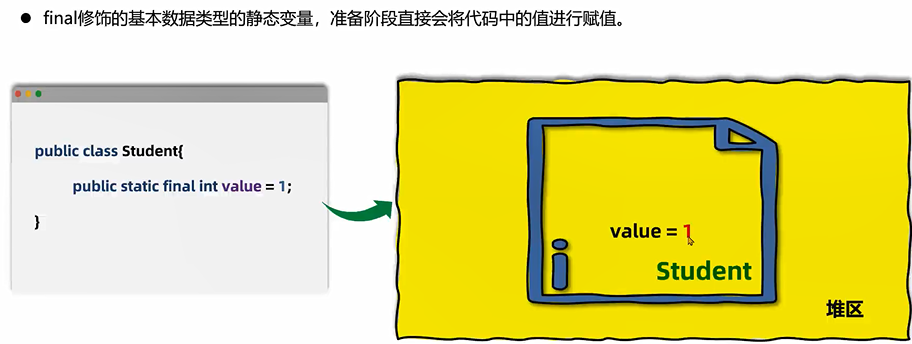 ● final修饰的基本数据类型的静态变量，准备阶段直接会将代码中的值进行赋值。
public class Student{
public static final int value = 1;
}
value = 1
Student
堆区